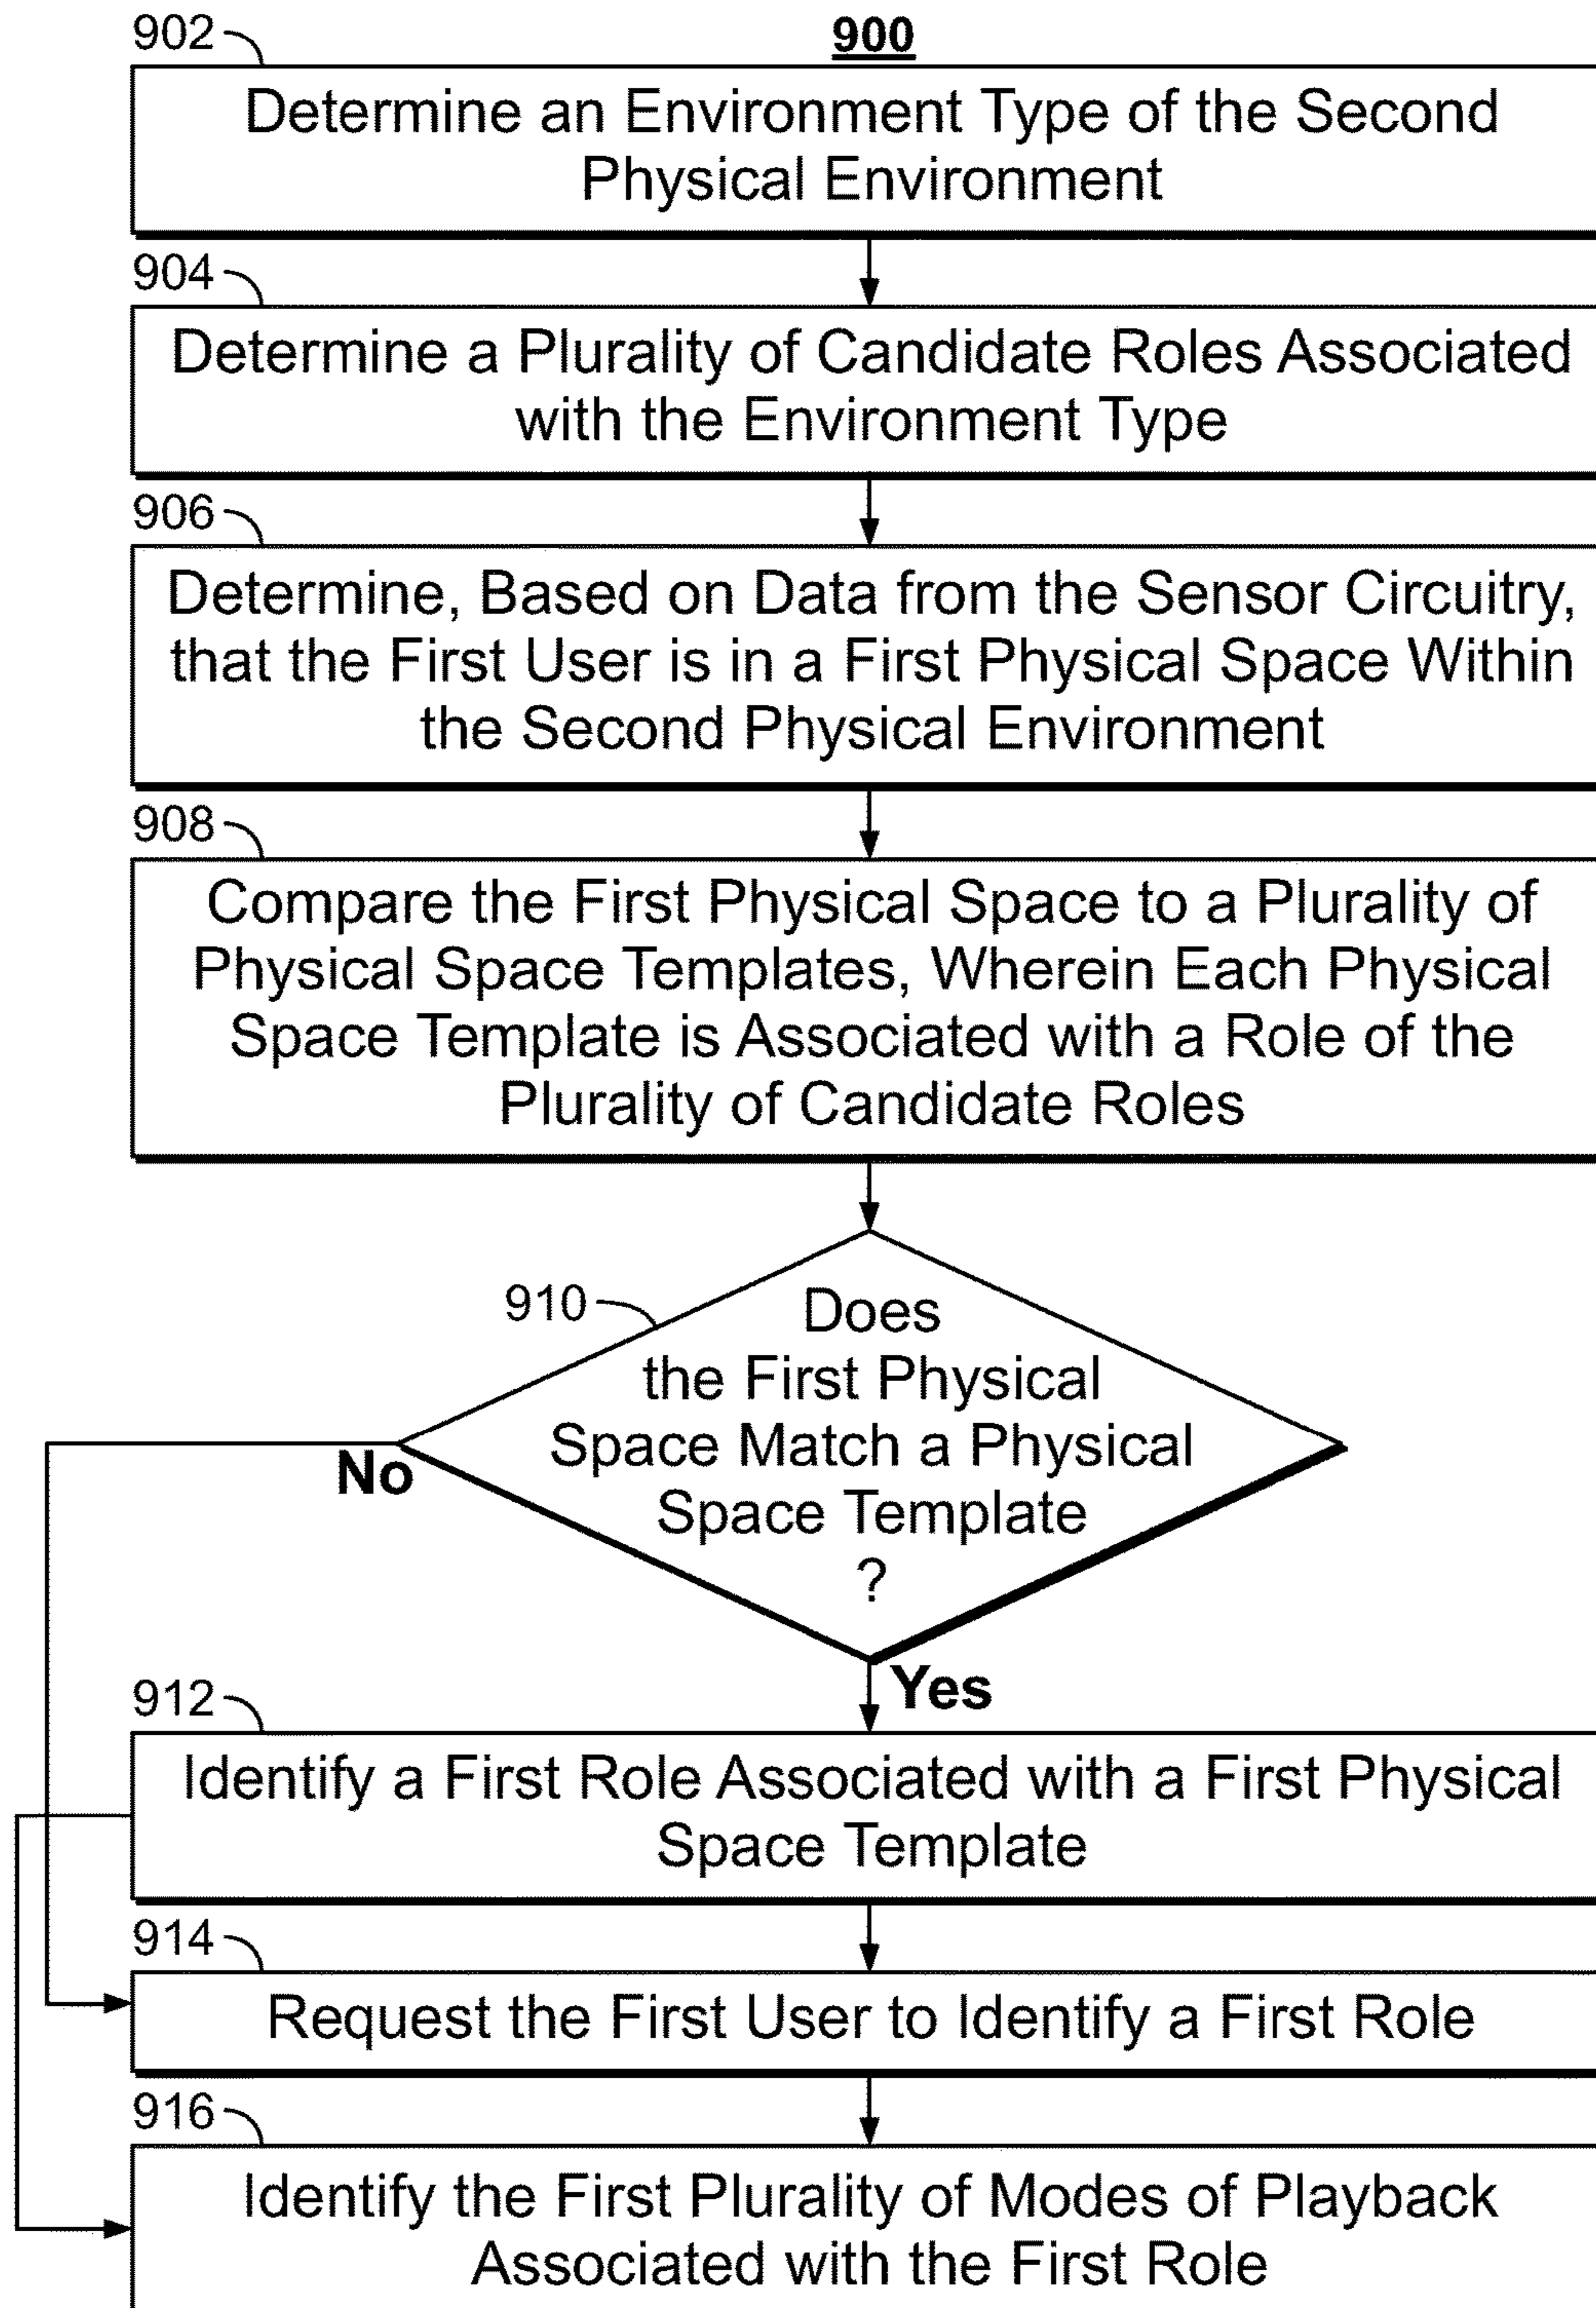 902
900
Determine an Environment Type of the Second
Physical Environment
904
Determine a Plurality of Candidate Roles Associated
with the Environment Type
906
Determine, Based on Data from the Sensor Circuitry,
that the First User is in a First Physical Space Within
the Second Physical Environment
908
Compare the First Physical Space to a Plurality of
Physical Space Templates, Wherein Each Physical
Space Template is Associated with a Role of the
Plurality of Candidate Roles
910
Does
the First Physical
Space Match a Physical
Space Template
?
No
Yes
912
Identify a First Role Associated with a First Physical
Space Template
914
Request the First User to Identify a First Role
916
Identify the First Plurality of Modes of Playback
Associated with the First Role